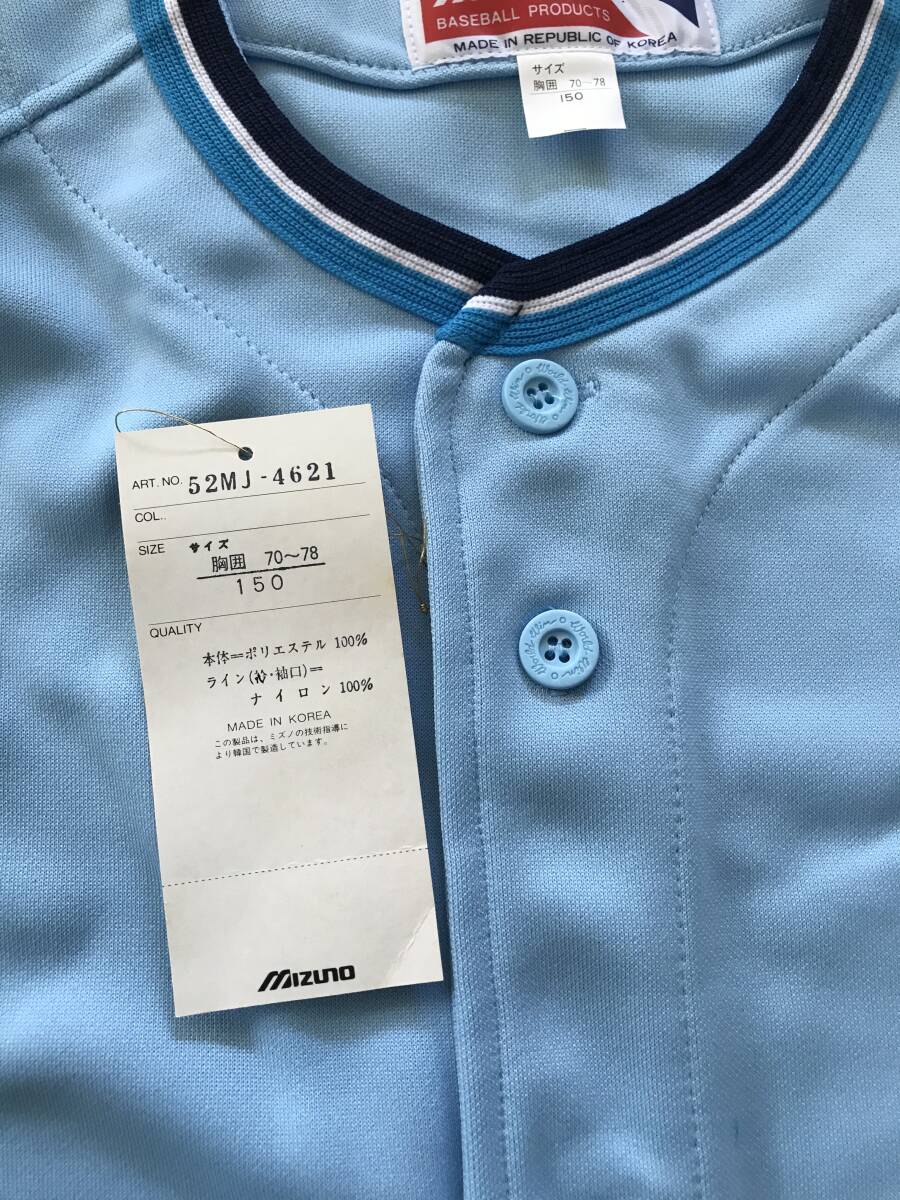 BASEBALL PRODUCTS
MADE IN REPUBLIC OF KOREA
サイズ
胸囲 70〜78
150
World Win
World Win
ART. NO. 52MJ-4621
COL..
SIZE サイズ
胸囲 70〜78
150
QUALITY
本体=ポリエステル 100%
ライン(衿・袖口)=
ナイロン 100%
MADE IN KOREA
この製品は、ミズノの技術指導に
より韓国で製造しています。
MIZUNO